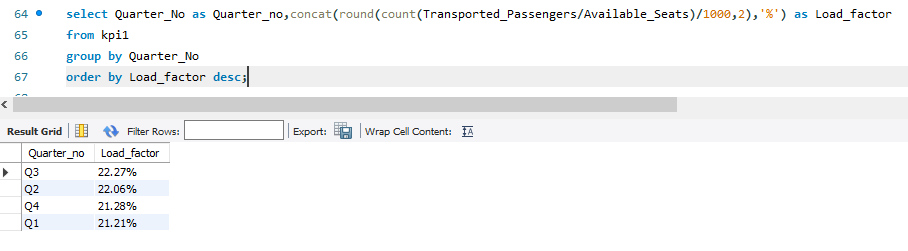 64 select Quarter_No as Quarter_no,concat(round(count(Transported_Passengers/Available_Seats)/1000,2),'%') as Load_factor
65 from kpi1
66 group by Quarter_No
67 order by Load_factor desc;
Result Grid Filter Rows: Export: Wrap Cell Content:
Quarter_no Load_factor
Q3 22.27%
Q2 22.06%
Q4 21.28%
Q1 21.21%